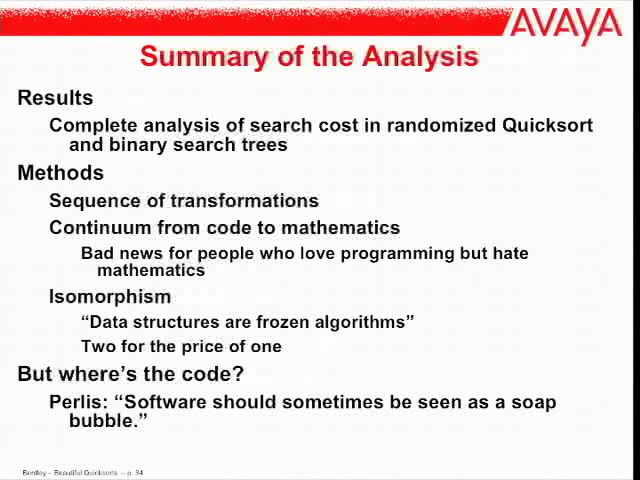 AVAYA
Summary of the Analysis
Results
Complete analysis of search cost in randomized Quicksort
and binary search trees
Methods
Sequence of transformations
Continuum from code to mathematics
Bad news for people who love programming but hate
mathematics
Isomorphism
“Data structures are frozen algorithms”
Two for the price of one
But where’s the code?
Perlis: “Software should sometimes be seen as a soap
bubble.”
Bentley – Beautiful Quicksorts – p. 34